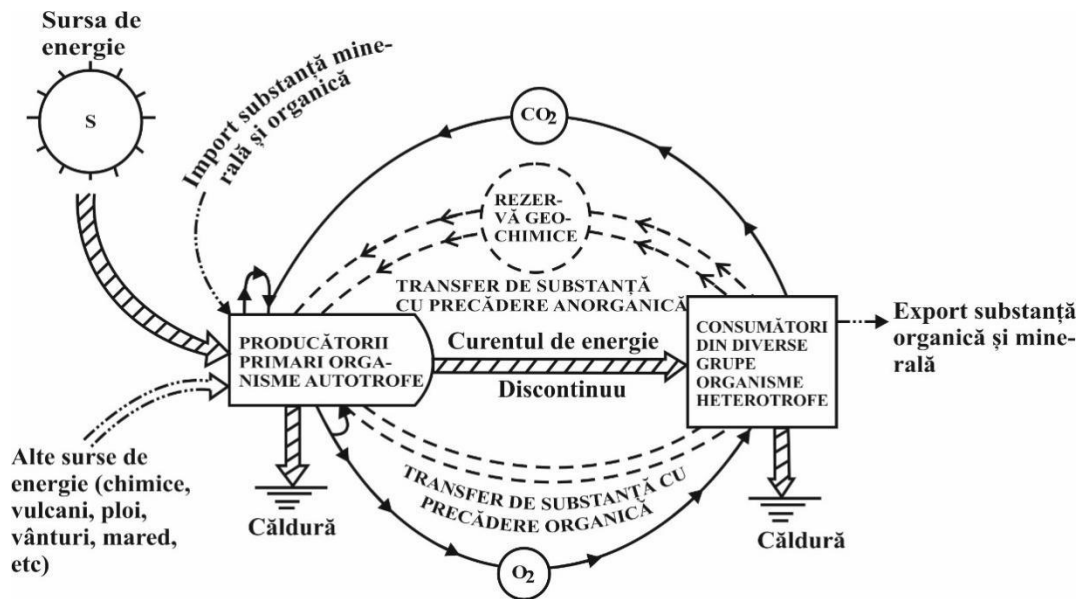 Sursa de
energie
S
Import substanță mine-
rală și organică
CO2
REZER-
VĂ GEO-
CHIMICE
TRANSFER DE SUBSTANȚĂ
CU PRECĂDERE ANORGANICĂ
PRODUCĂTORII
PRIMARI ORGA-
NISME AUTOTROFE
Curentul de energie
Discontinuu
CONSUMĂTORI
DIN DIVERSE
GRUPE
ORGANISME
HETEROTROFE
Export substanță
organică și mine-
rală
Alte surse de
energie (chimice,
vulcani, ploi,
vânturi, mared,
etc)
Căldură
TRANSFER DE SUBSTANȚĂ CU
PRECĂDERE ORGANICĂ
O2
Căldură